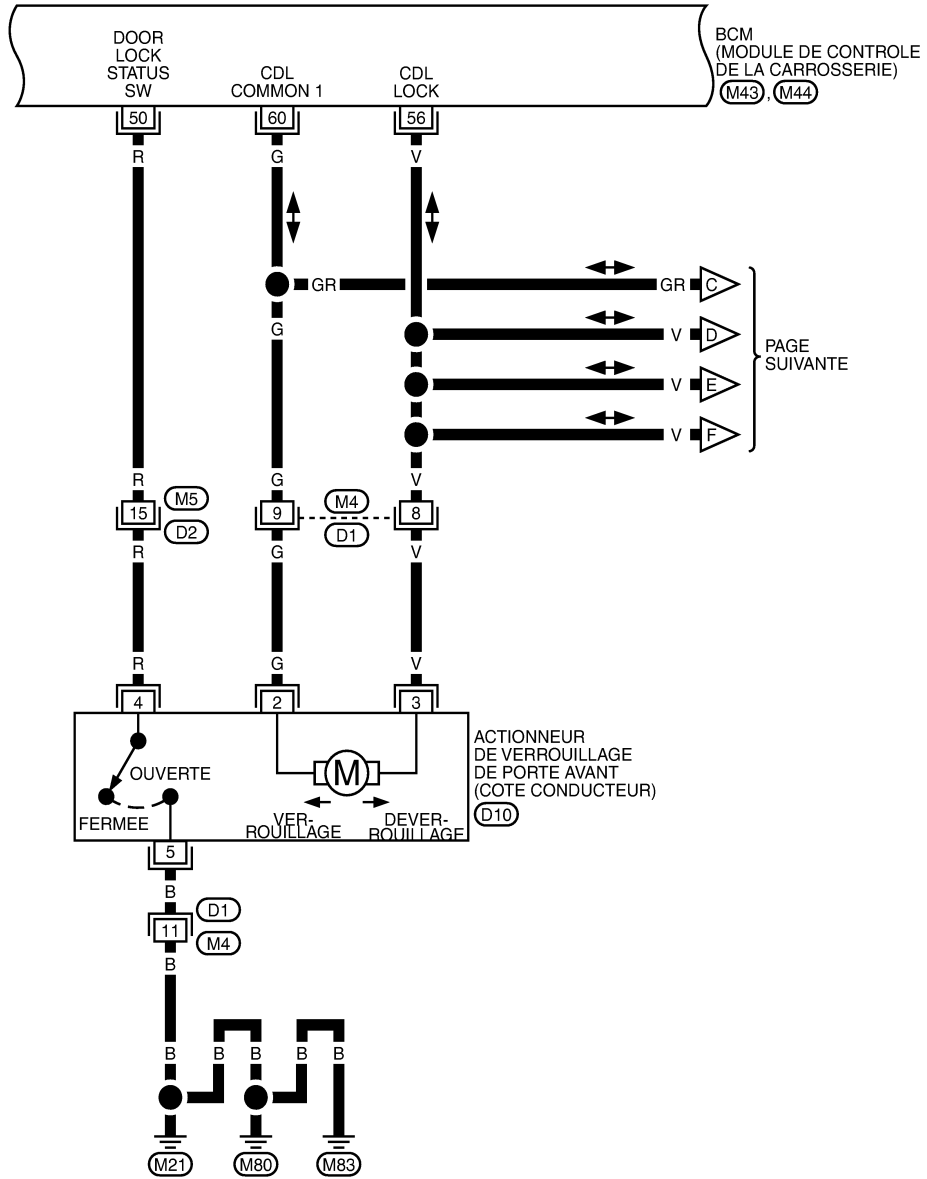 DOOR
LOCK
STATUS
SW
CDL
COMMON 1
CDL
LOCK
BCM
(MODULE DE CONTROLE
DE LA CARROSSERIE)
M43 , M44
50
60
56
R
G
V
GR
GR
C
G
V
D
PAGE
SUIVANTE
V
E
V
F
R
G
V
15
M5
D2
9
M4
D1
8
R
G
V
R
G
V
4
2
3
OUVERTE
FERMEE
M
VER-
ROUILLAGE
DEVER-
ROUILLAGE
ACTIONNEUR
DE VERROUILLAGE
DE PORTE AVANT
(COTE CONDUCTEUR)
D10
5
B
D1
11
M4
B
B
B
B
B
B
M21
M80
M83